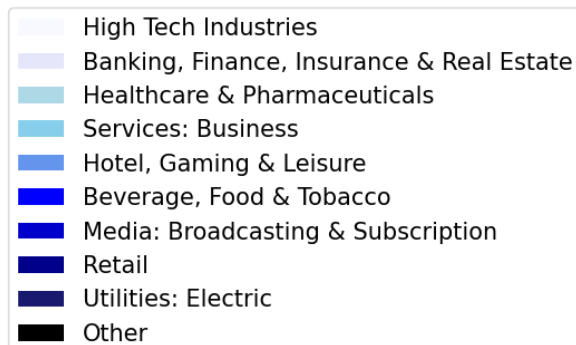 High Tech Industries
Banking, Finance, Insurance & Real Estate
Healthcare & Pharmaceuticals
Services: Business
Hotel, Gaming & Leisure
Beverage, Food & Tobacco
Media: Broadcasting & Subscription
Retail
Utilities: Electric
Other